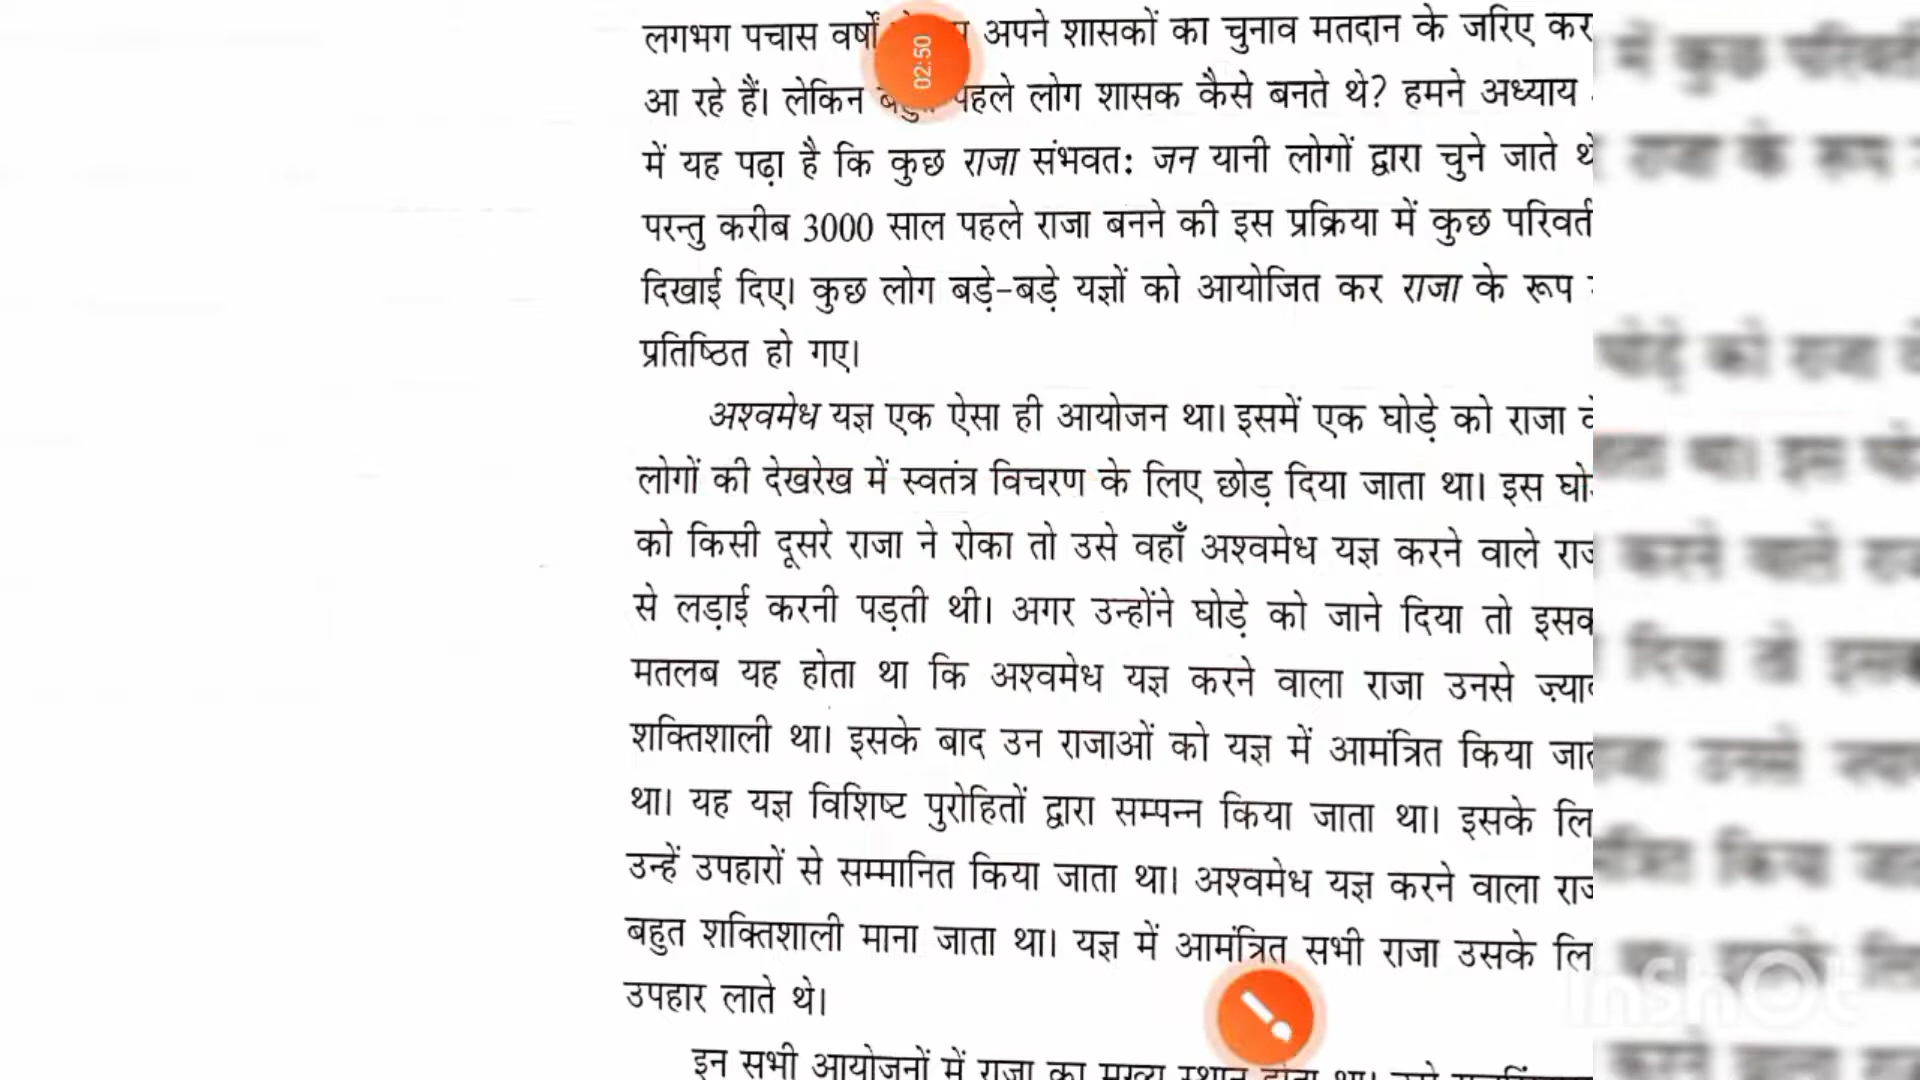 लगभग पचास वर्षों अपने शासकों का चुनाव मतदान के जरिए कर
02:50
आ रहे हैं। लेकिन पहले लोग शासक कैसे बनते थे? हमने अध्याय
में यह पढ़ा है कि कुछ राजा संभवतः जन यानी लोगों द्वारा चुने जाते थे
परन्तु करीब 3000 साल पहले राजा बनने की इस प्रक्रिया में कुछ परिवर्त
दिखाई दिए। कुछ लोग बड़े-बड़े यज्ञों को आयोजित कर राजा के रूप
प्रतिष्ठित हो गए।
अश्वमेध यज्ञ एक ऐसा ही आयोजन था। इसमें एक घोड़े को राजा
लोगों की देखरेख में स्वतंत्र विचरण के लिए छोड़ दिया जाता था। इस
को किसी दूसरे राजा ने रोका तो उसे वहाँ अश्वमेध यज्ञ करने वाले
से लड़ाई करनी पड़ती थी। अगर उन्होंने घोड़े को जाने दिया तो
मतलब यह होता था कि अश्वमेध यज्ञ करने वाला राजा उनसे
शक्तिशाली था। इसके बाद उन राजाओं को यज्ञ में आमंत्रित किया
था। यह यज्ञ विशिष्ट पुरोहितों द्वारा सम्पन्न किया जाता था। इसके लि
उन्हें उपहारों से सम्मानित किया जाता था। अश्वमेध यज्ञ करने वाला
बहुत शक्तिशाली माना जाता था। यज्ञ में आमंत्रित सभी राजा उसके लि
उपहार लाते थे।
इन सभी आयोजनों में राजा का मुख्य स्थान होता था।
InShOt